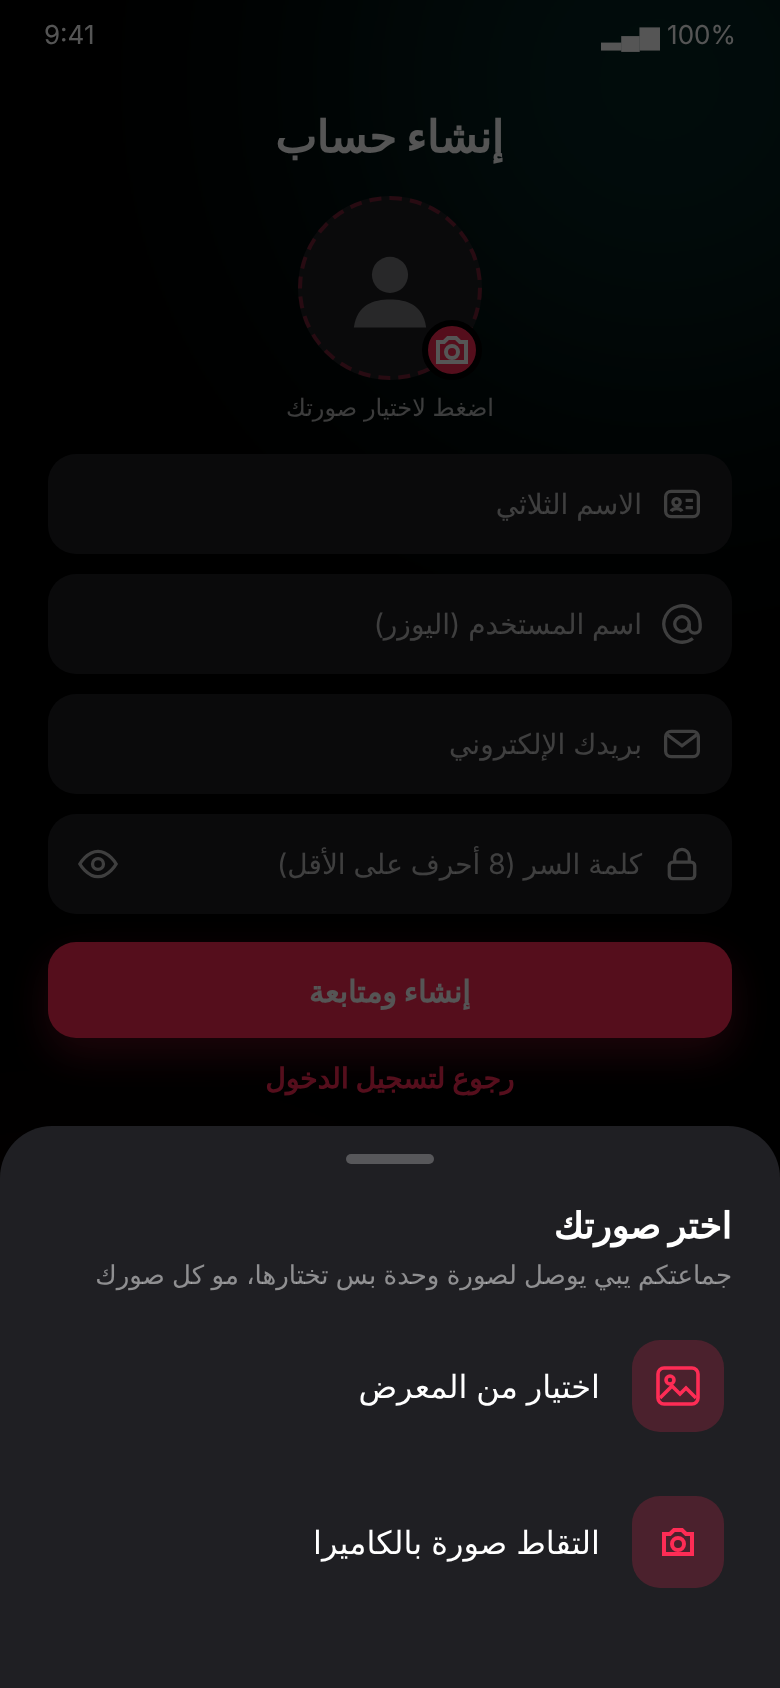 9:41
100%
إنشاء حساب
اضغط لاختيار صورتك
الاسم الثلاثي
اسم المستخدم (اليوزر)
بريدك الإلكتروني
كلمة السر (8 أحرف على الأقل)
إنشاء ومتابعة
رجوع لتسجيل الدخول
اختر صورتك
جماعتكم يبي يوصل لصورة وحدة بس تختارها، مو كل صورك
اختيار من المعرض
التقاط صورة بالكاميرا